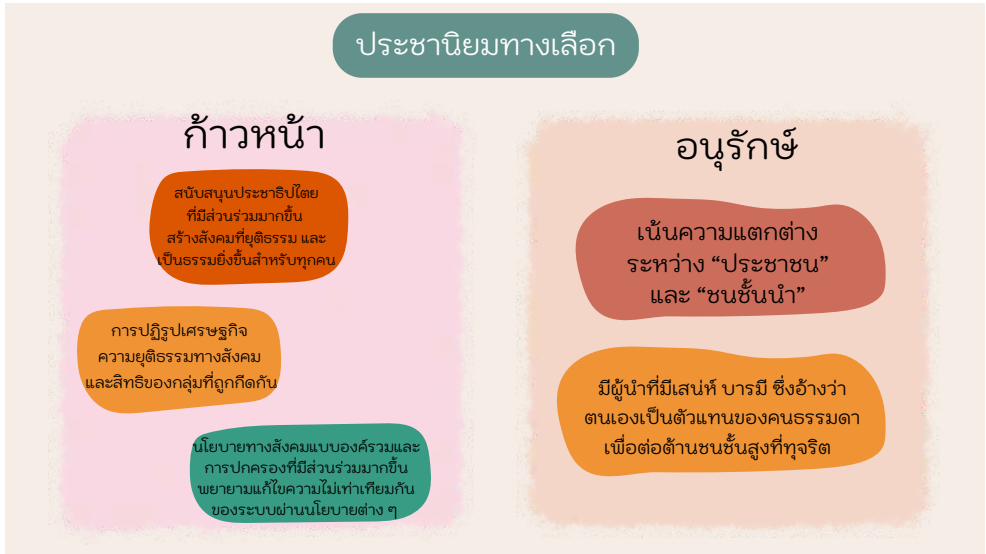 ประชานิยมทางเลือก
ก้าวหน้า
สนับสนุนประชาธิปไตย
ที่มีส่วนร่วมมากขึ้น
สร้างสังคมที่ยุติธรรม และ
เป็นธรรมยิ่งขึ้นสำหรับทุกคน
การปฏิรูปเศรษฐกิจ
ความยุติธรรมทางสังคม
และสิทธิของกลุ่มที่ถูกกีดกัน
นโยบายทางสังคมแบบองค์รวมและ
การปกครองที่มีส่วนร่วมมากขึ้น
พยายามแก้ไขความไม่เท่าเทียมกัน
ของระบบผ่านนโยบายต่าง ๆ
อนุรักษ์
เน้นความแตกต่าง
ระหว่าง “ประชาชน”
และ “ชนชั้นนำ”
มีผู้นำที่มีเสน่ห์ บารมี ซึ่งอ้างว่า
ตนเองเป็นตัวแทนของคนธรรมดา
เพื่อต่อต้านชนชั้นสูงที่ทุจริต